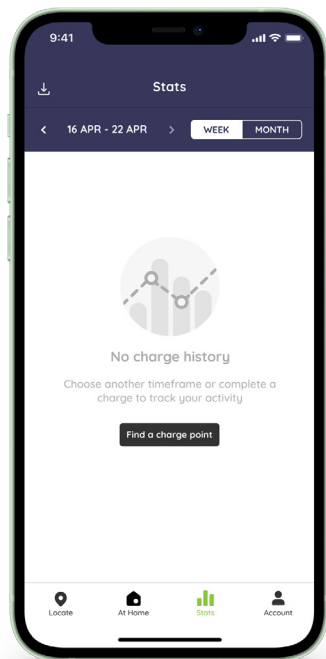 9:41
Stats
16 APR - 22 APR
WEEK
MONTH
No charge history
Choose another timeframe or complete a
charge to track your activity
Find a charge point
Locate
At Home
Stats
Account